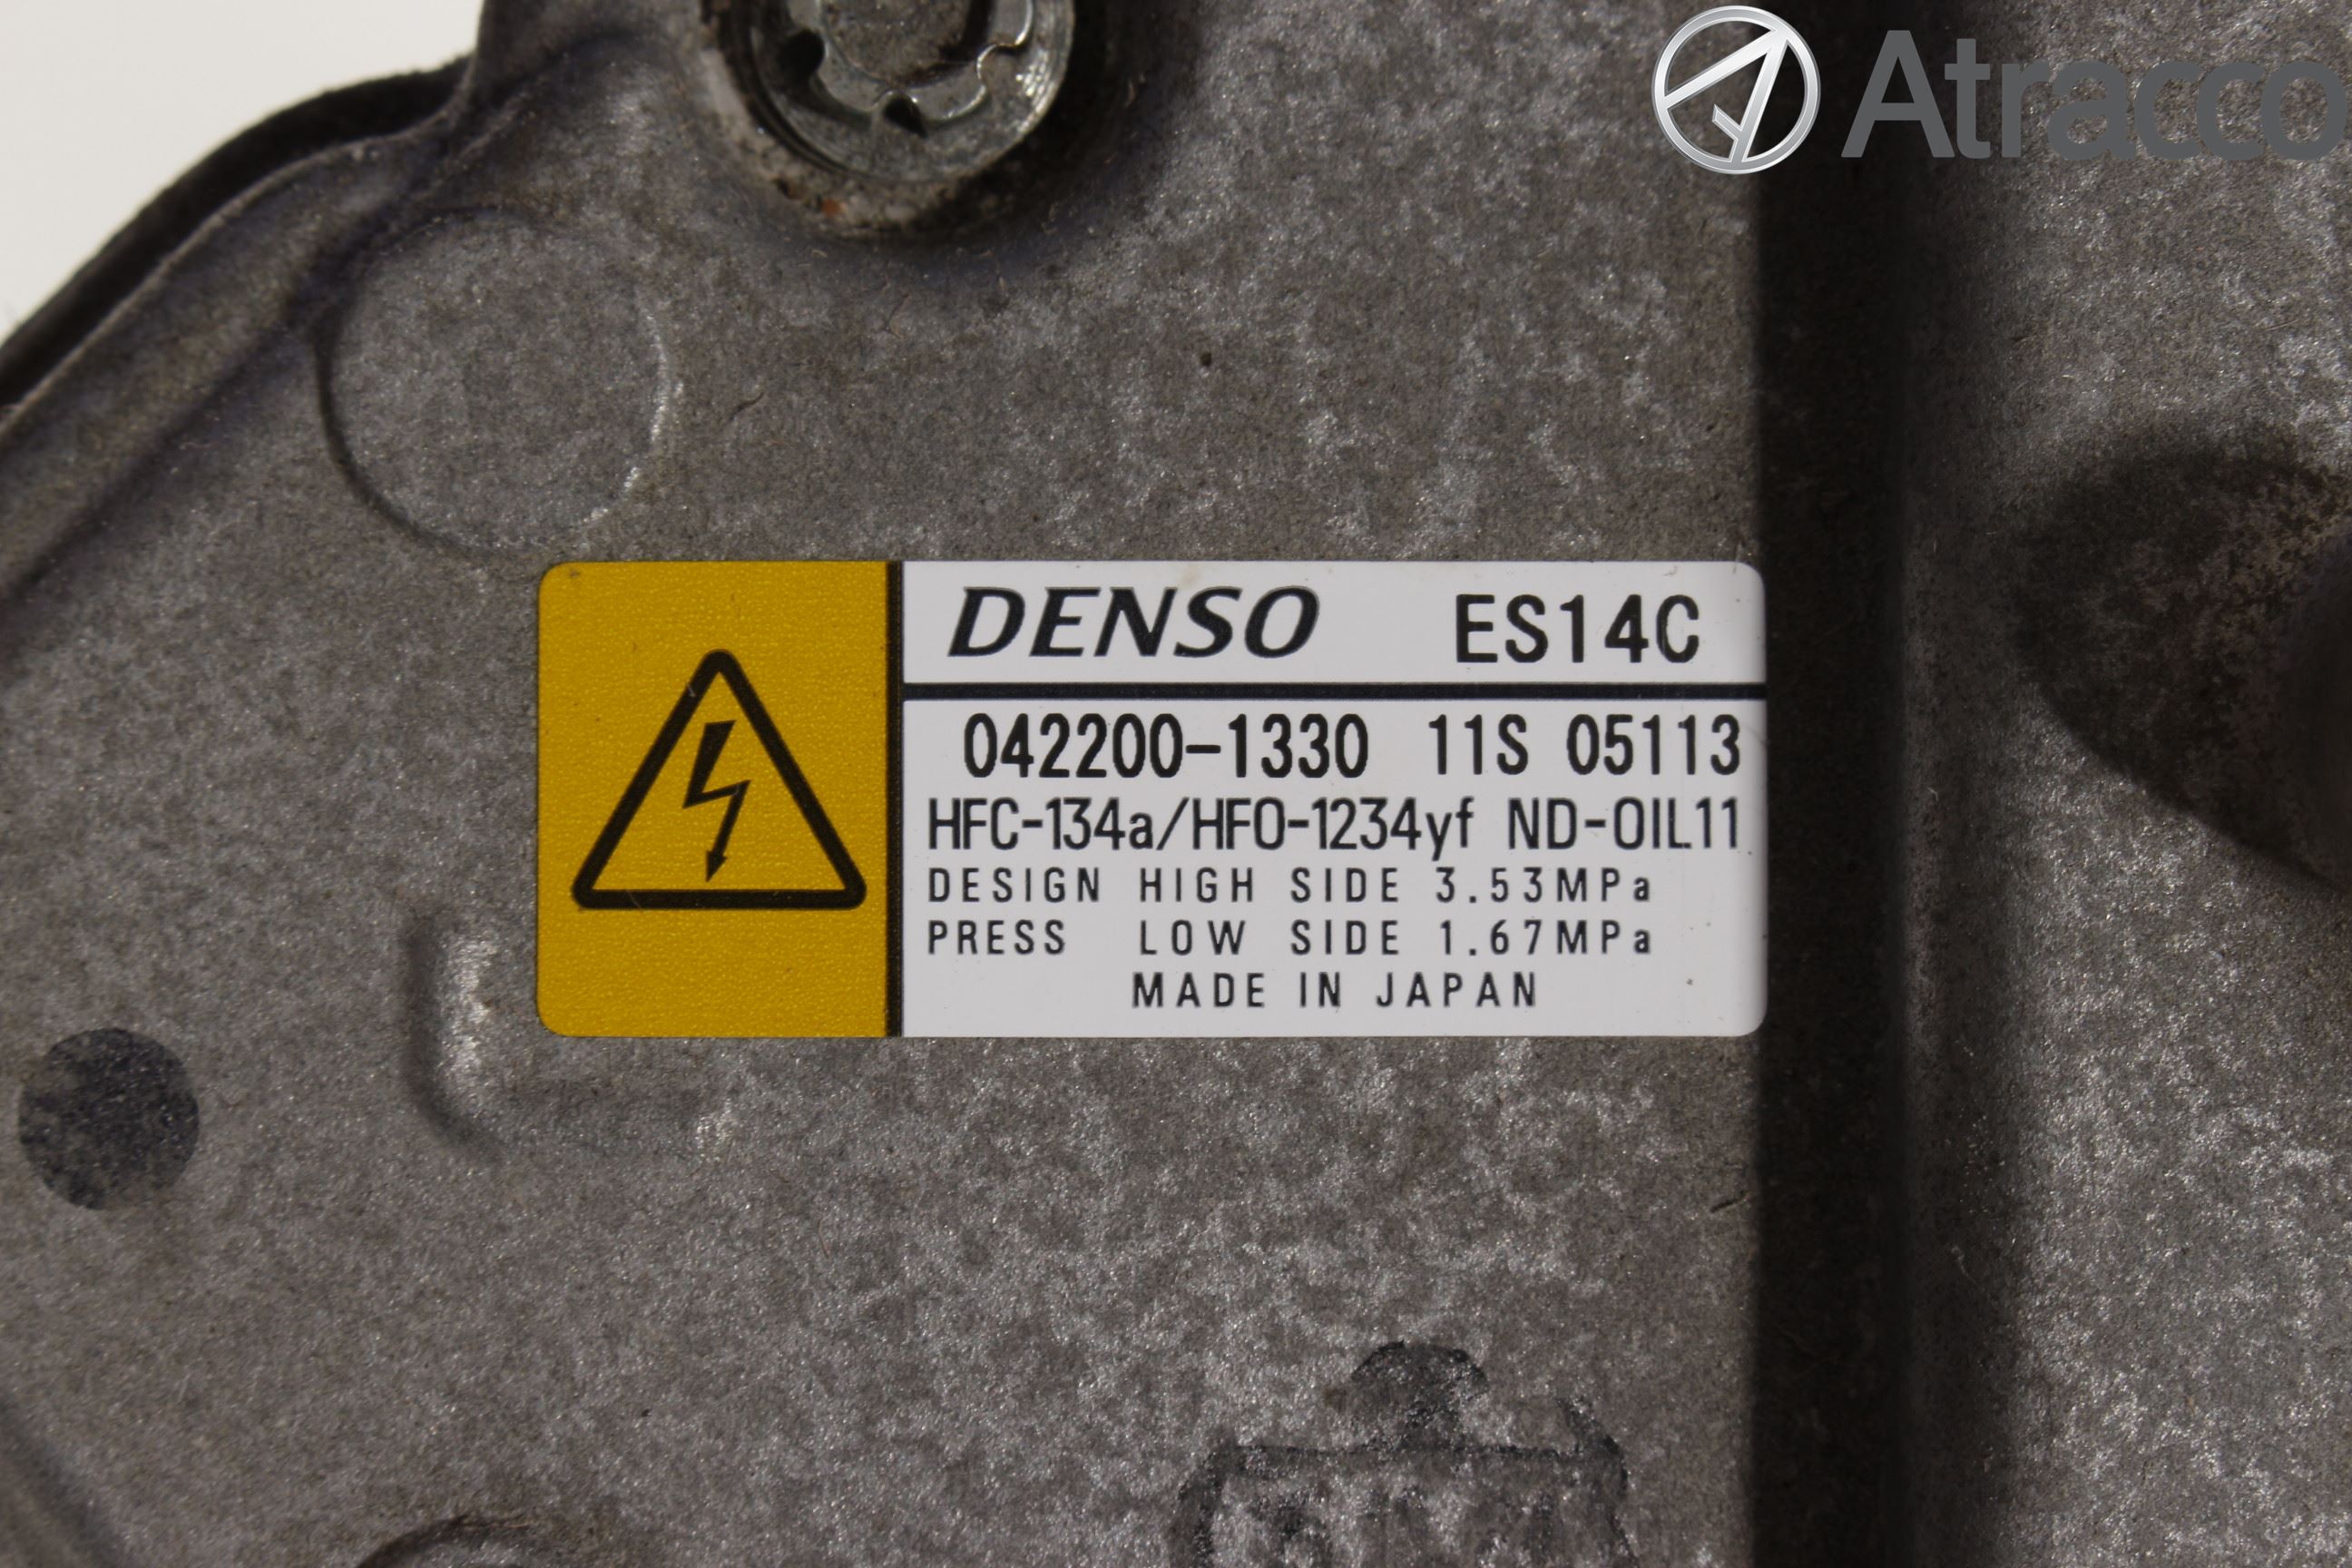 Atracco
DENSO ES14C
042200-1330 11S 05113
HFC-134a/HFO-1234yf ND-OIL11
DESIGN HIGH SIDE 3.53MPa
PRESS LOW SIDE 1.67MPa
MADE IN JAPAN